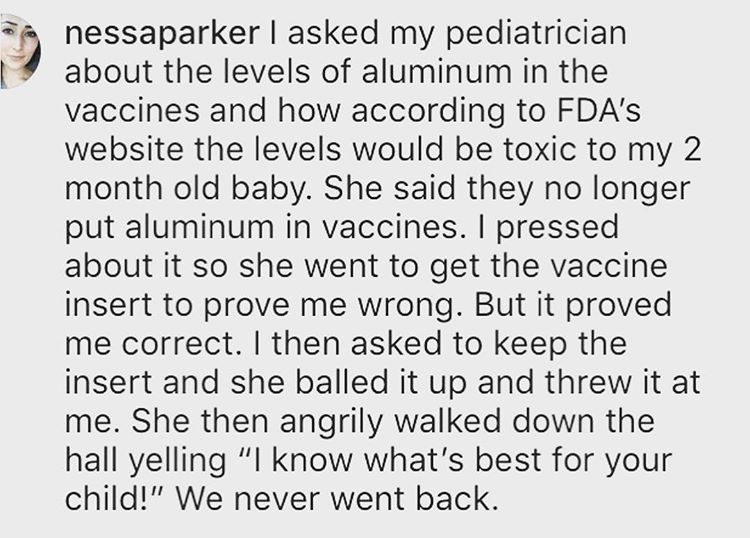 nessaparker I asked my pediatrician
about the levels of aluminum in the
vaccines and how according to FDA's
website the levels would be toxic to my 2
month old baby. She said they no longer
put aluminum in vaccines. I pressed
about it so she went to get the vaccine
insert to prove me wrong. But it proved
me correct. I then asked to keep the
insert and she balled it up and threw it at
me. She then angrily walked down the
hall yelling “I know what's best for your
child!” We never went back.